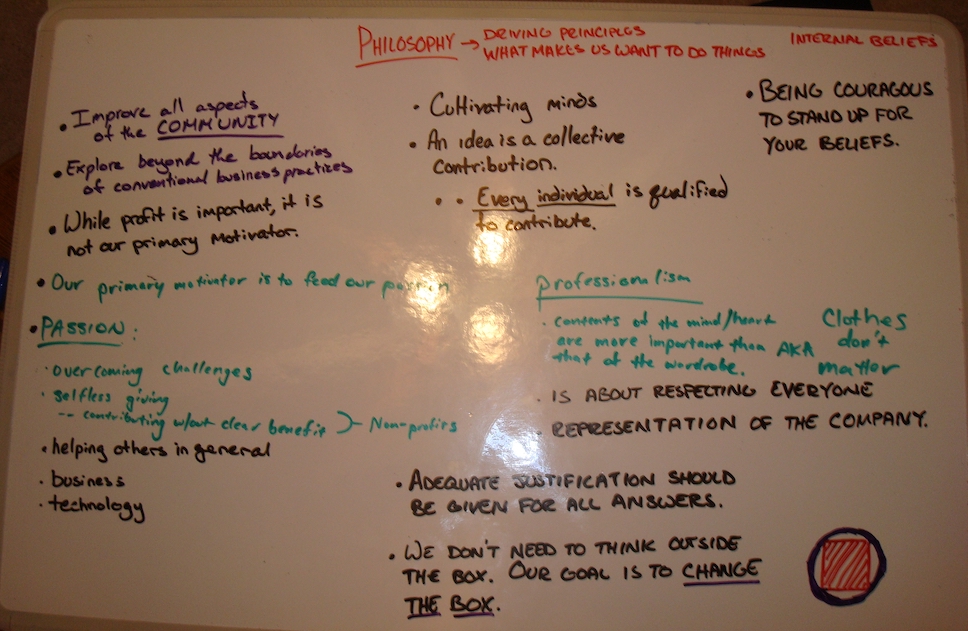 PHILOSOPHY → DRIVING PRINCIPLES
WHAT MAKES US WANT TO DO THINGS
INTERNAL BELIEFS
• Improve all aspects
of the COMMUNITY
• Explore beyond the boundaries
of conventional business practices
• While profit is important, it is
not our primary motivator.
• Our primary motivator is to feed our passion
• PASSION:
· overcoming challenges
· selfless giving
-- contributing w/out clear benefit } Non-profits
• helping others in general
· business
· technology
• Cultivating minds
• An idea is a collective
contribution.
• • Every individual is qualified
to contribute.
• BEING COURAGOUS
TO STAND UP FOR
YOUR BELIEFS.
professionalism
· contents of the mind/heart
are more important than AKA
that of the wardrobe.
Clothes
don't
matter
· IS ABOUT RESPECTING EVERYONE
· REPRESENTATION OF THE COMPANY.
• ADEQUATE JUSTIFICATION SHOULD
BE GIVEN FOR ALL ANSWERS.
• WE DON'T NEED TO THINK OUTSIDE
THE BOX. OUR GOAL IS TO CHANGE
THE BOX.